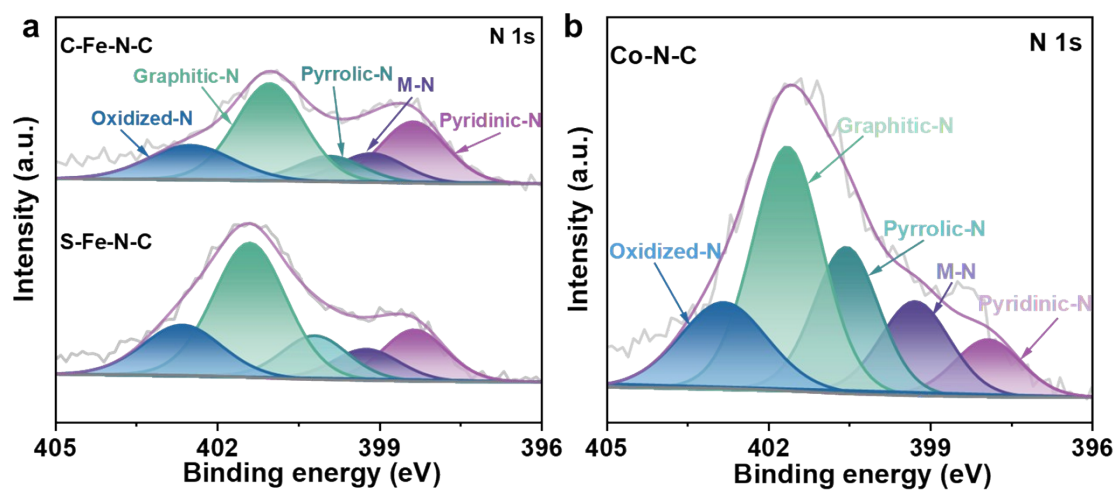 a
C-Fe-N-C
N 1s
Graphitic-N
Pyrrolic-N
M-N
Oxidized-N
Pyridinic-N
S-Fe-N-C
Intensity (a.u.)
405
402
399
396
Binding energy (eV)
b
N 1s
Co-N-C
Graphitic-N
Pyrrolic-N
Oxidized-N
M-N
Pyridinic-N
Intensity (a.u.)
405
402
399
396
Binding energy (eV)